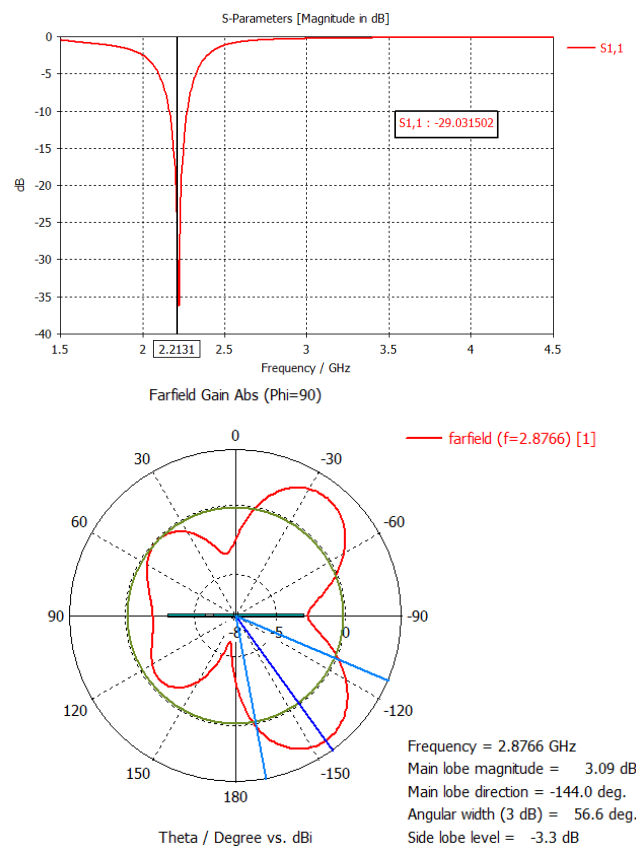 S-Parameters [Magnitude in dB]
0
-5
-10
-15
-20
-25
-30
-35
-40
dB
S1,1
S1,1 : -29.031502
1.5
2
2.2131
2.5
3
3.5
4
4.5
Frequency / GHz
Farfield Gain Abs (Phi=90)
farfield (f=2.8766) [1]
0
30
-30
60
-60
90
-8
-5
0
-90
120
-120
150
-150
180
Frequency = 2.8766 GHz
Main lobe magnitude = 3.09 dB
Main lobe direction = -144.0 deg.
Angular width (3 dB) = 56.6 deg.
Side lobe level = -3.3 dB
Theta / Degree vs. dBi